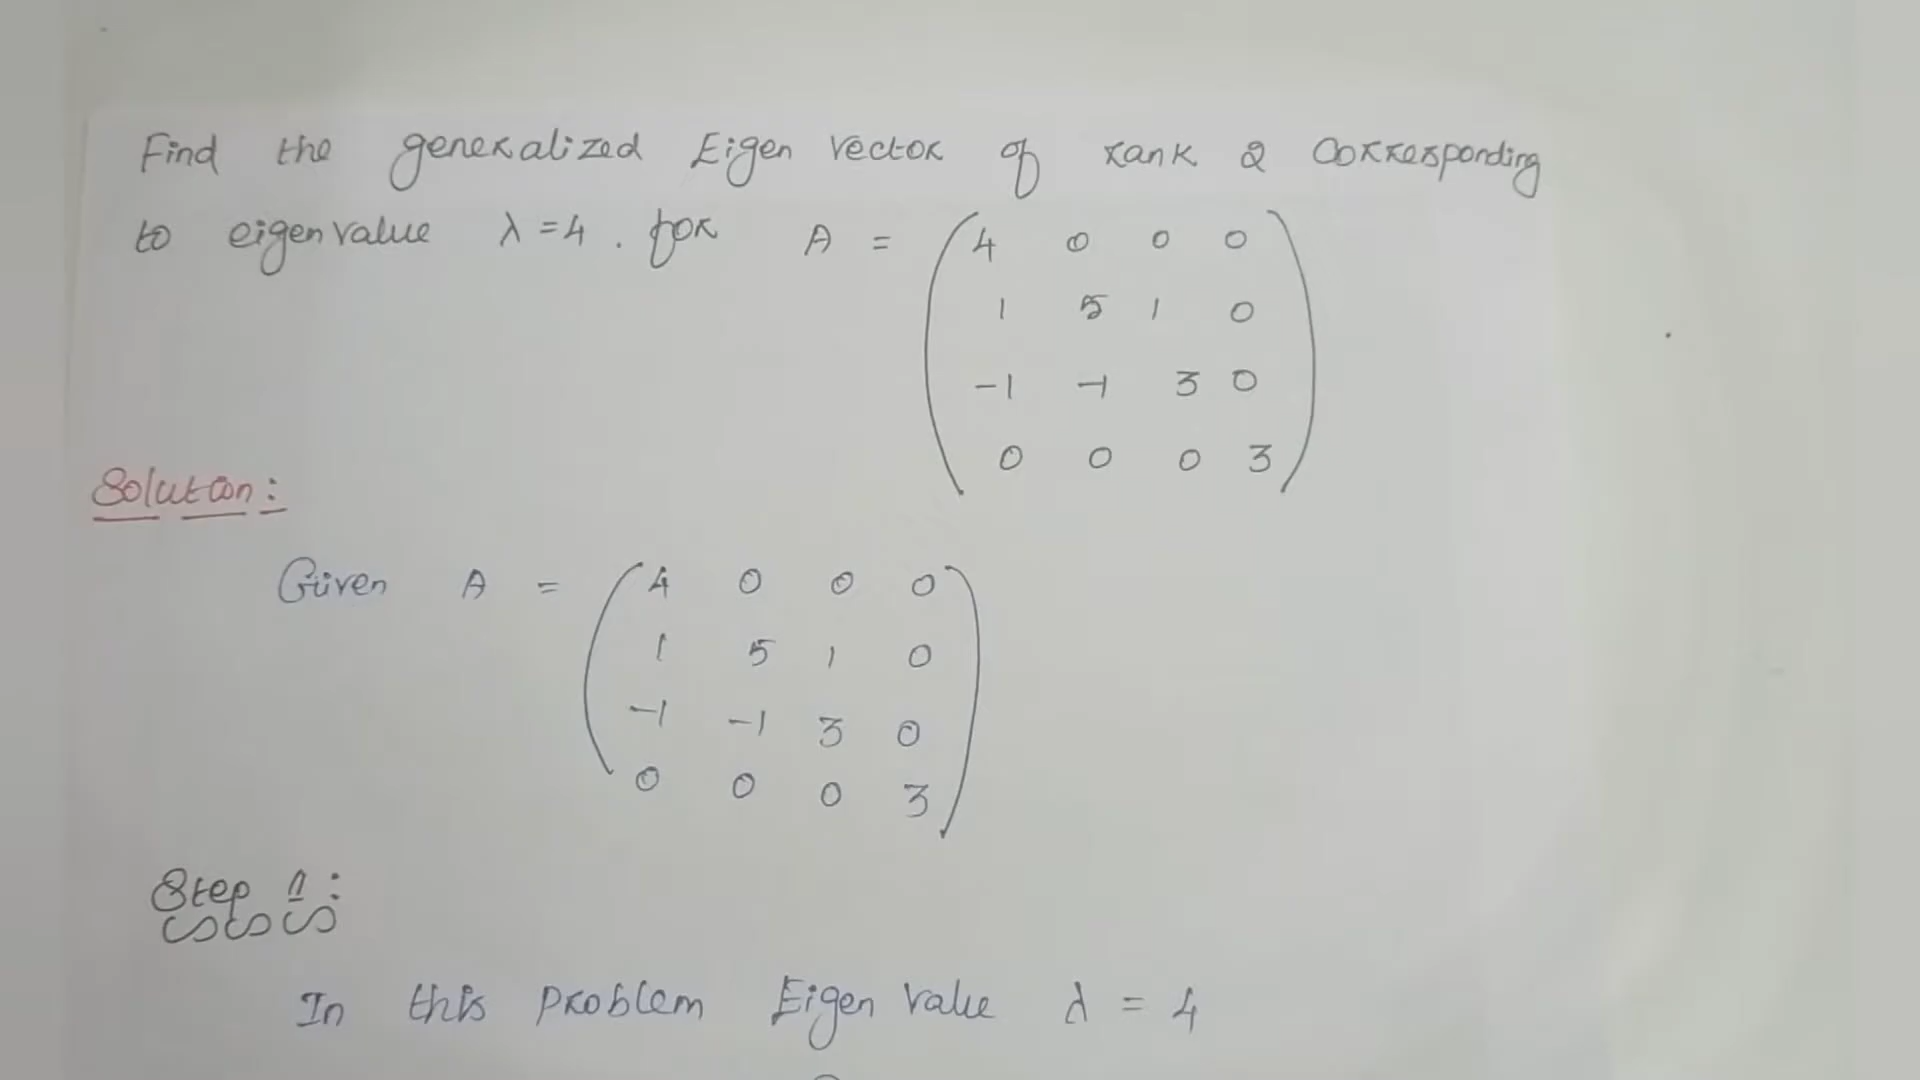 Find the generalized Eigen vector of rank 2 corresponding
to eigen value λ = 4 . for A = (4 0 0 0
1 5 1 0
-1 -1 3 0
0 0 0 3)
Solution:
Given A = (4 0 0 0
1 5 1 0
-1 -1 3 0
0 0 0 3)
Step 1:
In this problem Eigen value λ = 4